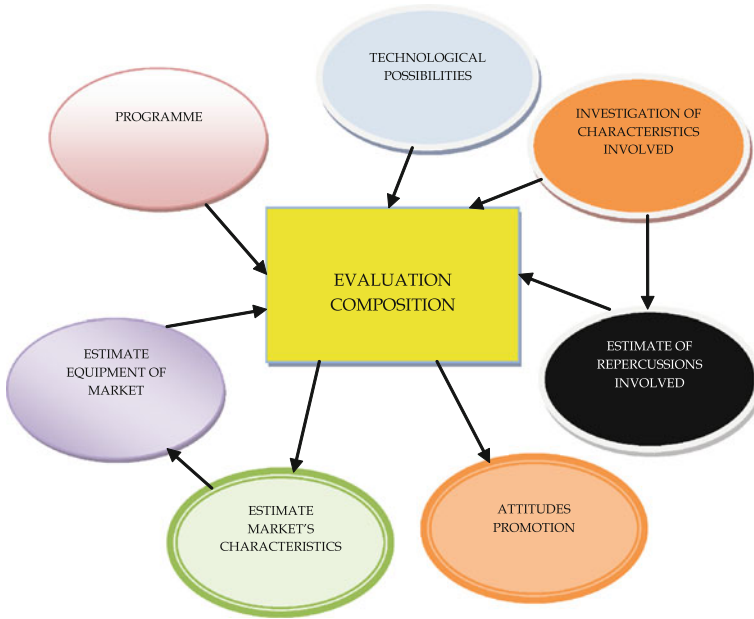 TECHNOLOGICAL
POSSIBILITIES
PROGRAMME
INVESTIGATION OF
CHARACTERISTICS
INVOLVED
EVALUATION
COMPOSITION
ESTIMATE
EQUIPMENT OF
MARKET
ESTIMATE OF
REPERCUSSIONS
INVOLVED
ESTIMATE
MARKET’S
CHARACTERISTICS
ATTITUDES
PROMOTION